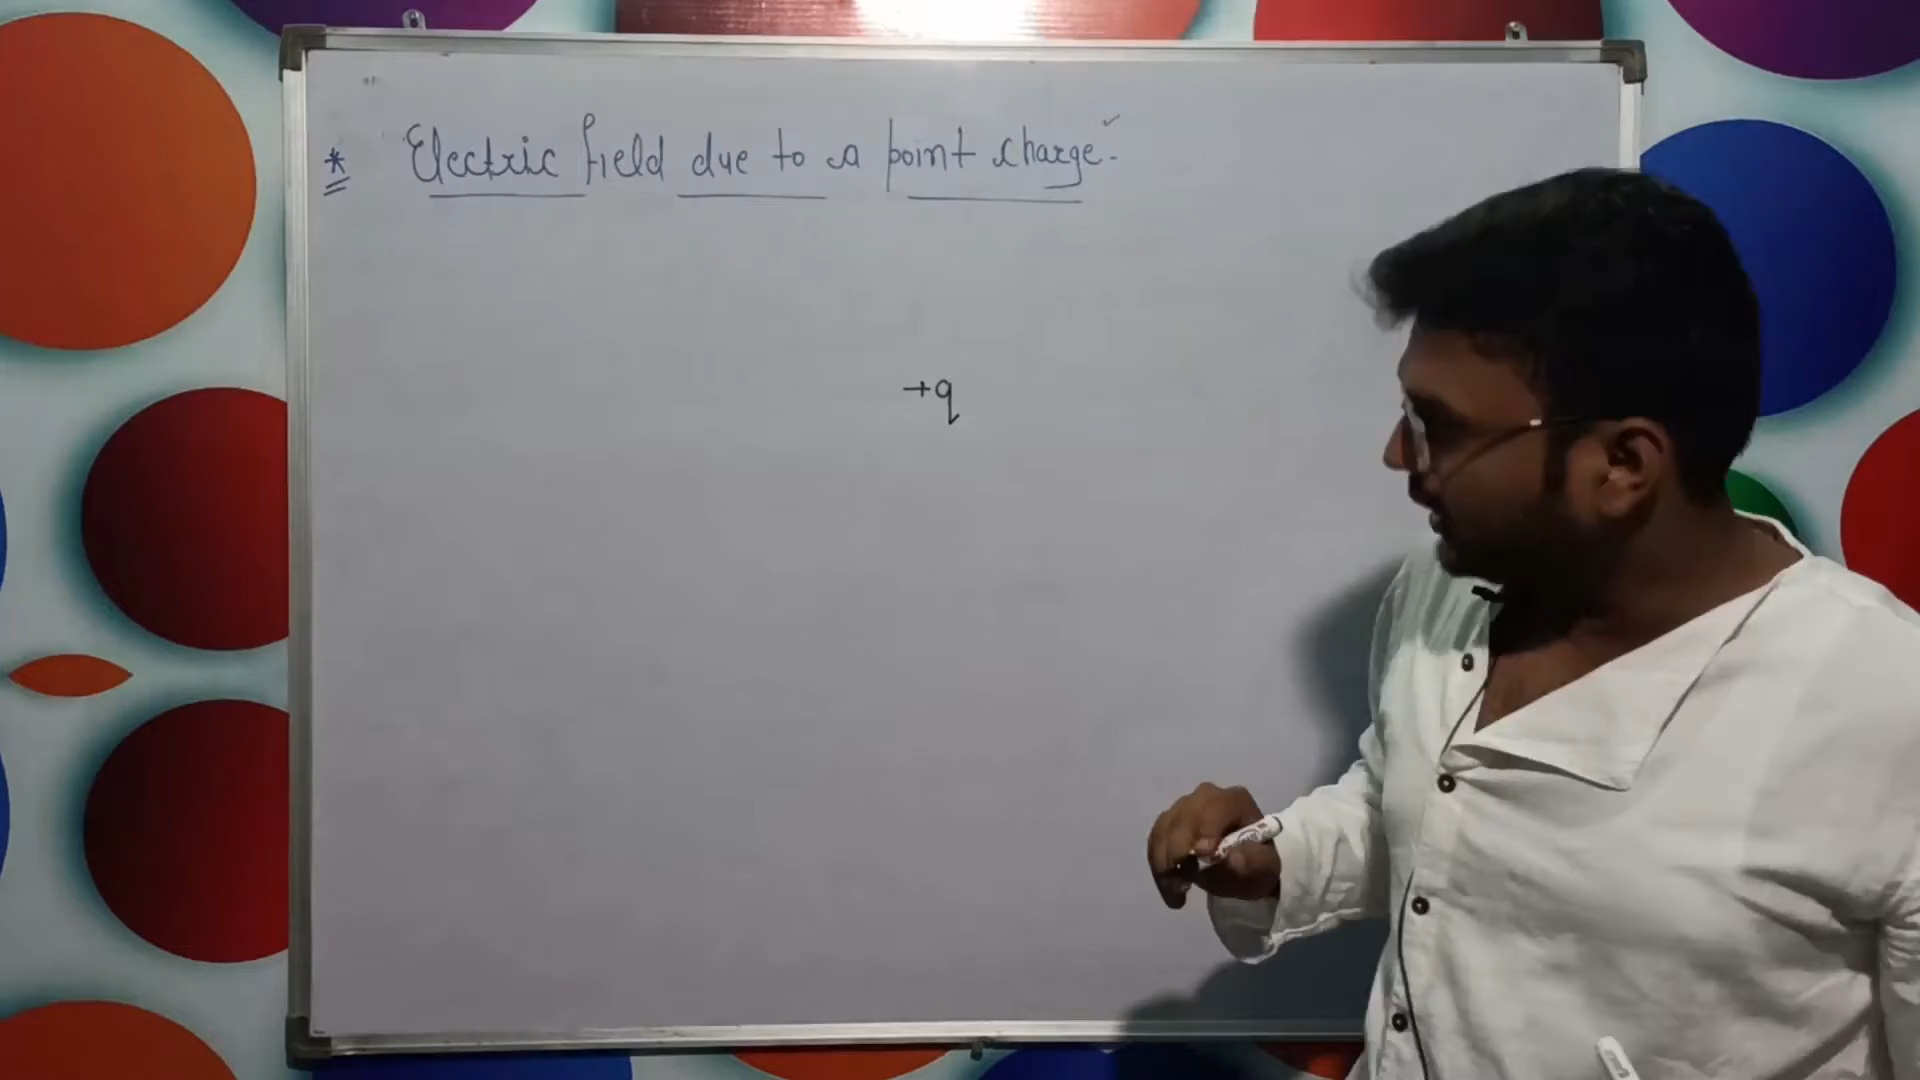 * Electric field due to a point charge.
+q